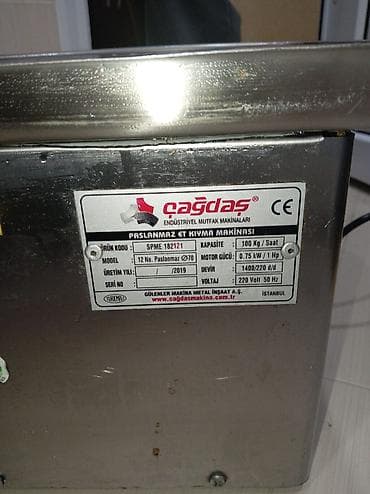 çağdaş®
ENDÜSTRİYEL MUTFAK MAKİNALARI
CE
PASLANMAZ ET KIYMA MAKİNASI
ÜRÜN KODU : SPME 182121 KAPASİTE : 100 Kg / Saat
MODEL : 12 No. Paslanmaz Ø70 MOTOR GÜCÜ : 0.75 kW / 1 Hp
ÜRETİM YILI : / /2019 DEVİR : 1400/220 d/d
SERİ NO : VOLTAJ : 220 Volt 50 Hz
GÜLENLER MAKİNA METAL İNŞAAT A.Ş.
www.cagdasmakina.com.tr İSTANBUL